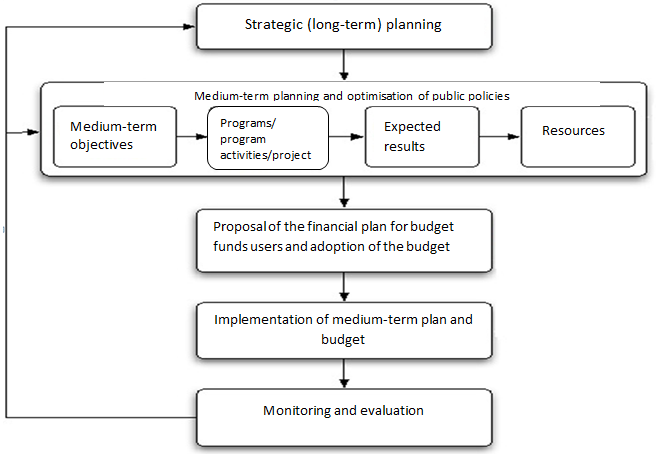 Strategic (long-term) planning
Medium-term planning and optimisation of public policies
Medium-term
objectives
Programs/
program
activities/project
Expected
results
Resources
Proposal of the financial plan for budget
funds users and adoption of the budget
Implementation of medium-term plan and
budget
Monitoring and evaluation